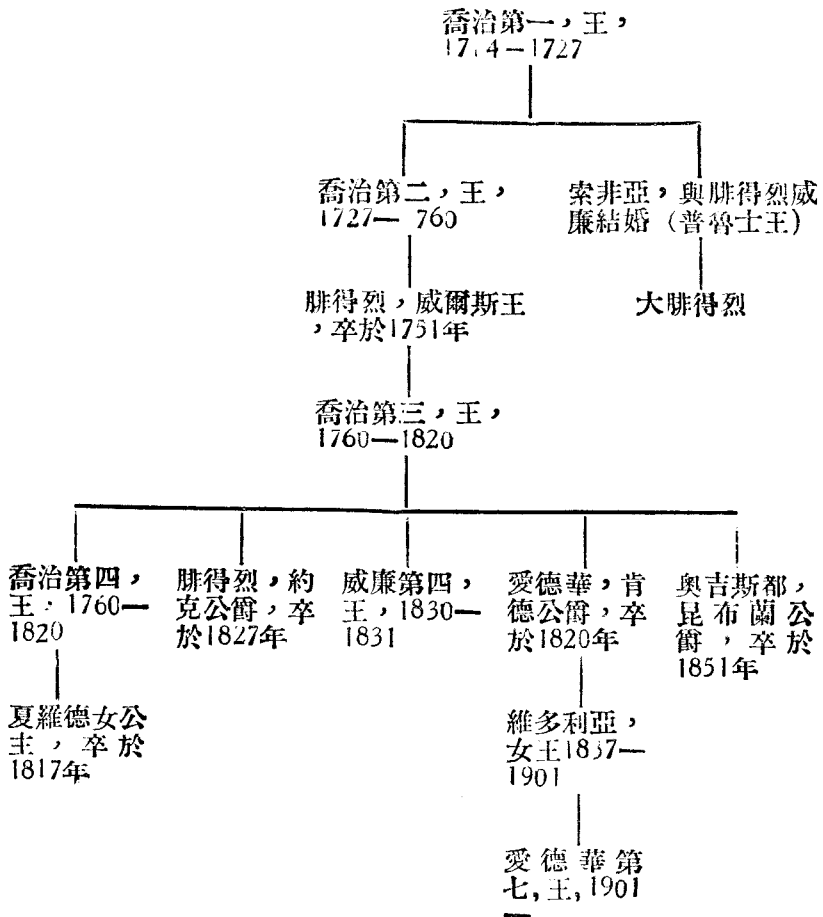 喬治第一，王，
1714—1727
喬治第二，王，
1727— 760
索非亞，與腓得烈威
廉結婚（普魯士王）
腓得烈，威爾斯王
，卒於1751年
大腓得烈
喬治第三，王，
1760—1820
喬治第四，
王，1760—
1820
腓得烈，約
克公爵，卒
於1827年
威廉第四，
王，1830—
1831
愛德華，肯
德公爵，卒
於1820年
奧吉斯都，
昆布蘭公
爵，卒於
1851年
夏羅德女公
主，卒於
1817年
維多利亞，
女王1837—
1901
愛德華第
七，王，1901